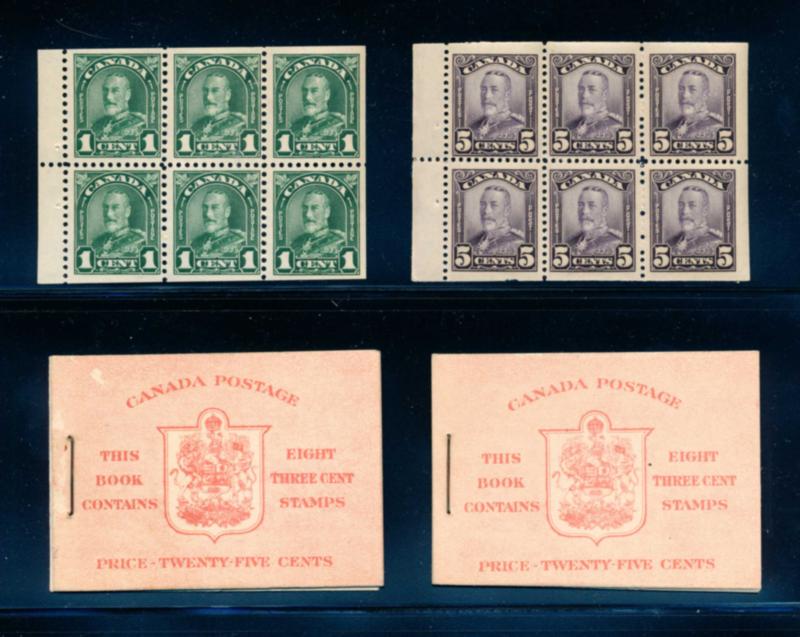 CANADA CANADA CANADA
1 CENT 1 1 CENT 1 1 CENT 1
CANADA CANADA CANADA
1 CENT 1 1 CENT 1 1 CENT 1
CANADA CANADA CANADA
5 CENTS 5 5 CENTS 5 5 CENTS 5
CANADA CANADA CANADA
5 CENTS 5 5 CENTS 5 5 CENTS 5
CANADA POSTAGE
THIS BOOK CONTAINS
EIGHT THREE CENT STAMPS
PRICE - TWENTY-FIVE CENTS
CANADA POSTAGE
THIS BOOK CONTAINS
EIGHT THREE CENT STAMPS
PRICE - TWENTY-FIVE CENTS